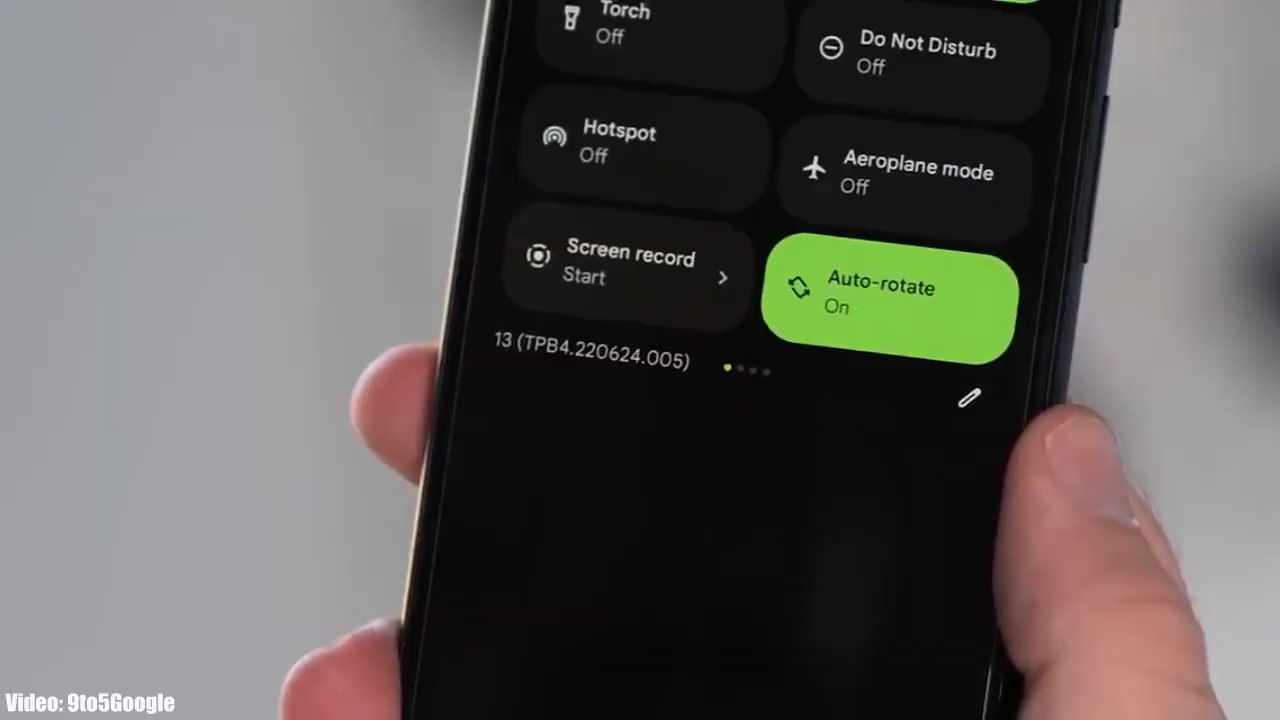 Torch
Off
Do Not Disturb
Off
Hotspot
Off
Aeroplane mode
Off
Screen record
Start
Auto-rotate
On
13 (TPB4.220624.005)
Video: 9to5Google